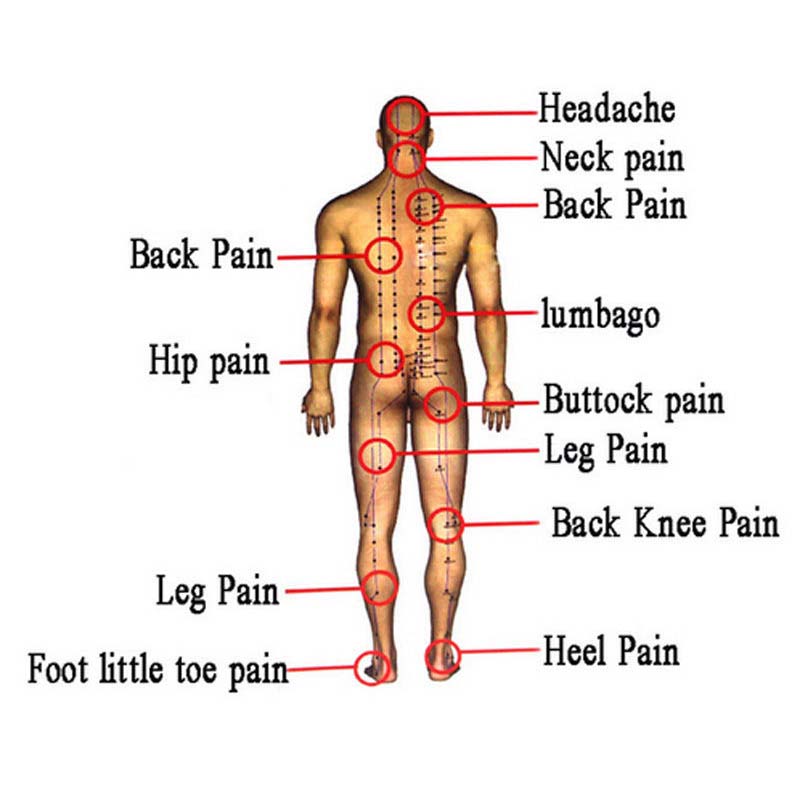 Headache
Neck pain
Back Pain
Back Pain
lumbago
Hip pain
Buttock pain
Leg Pain
Back Knee Pain
Leg Pain
Heel Pain
Foot little toe pain